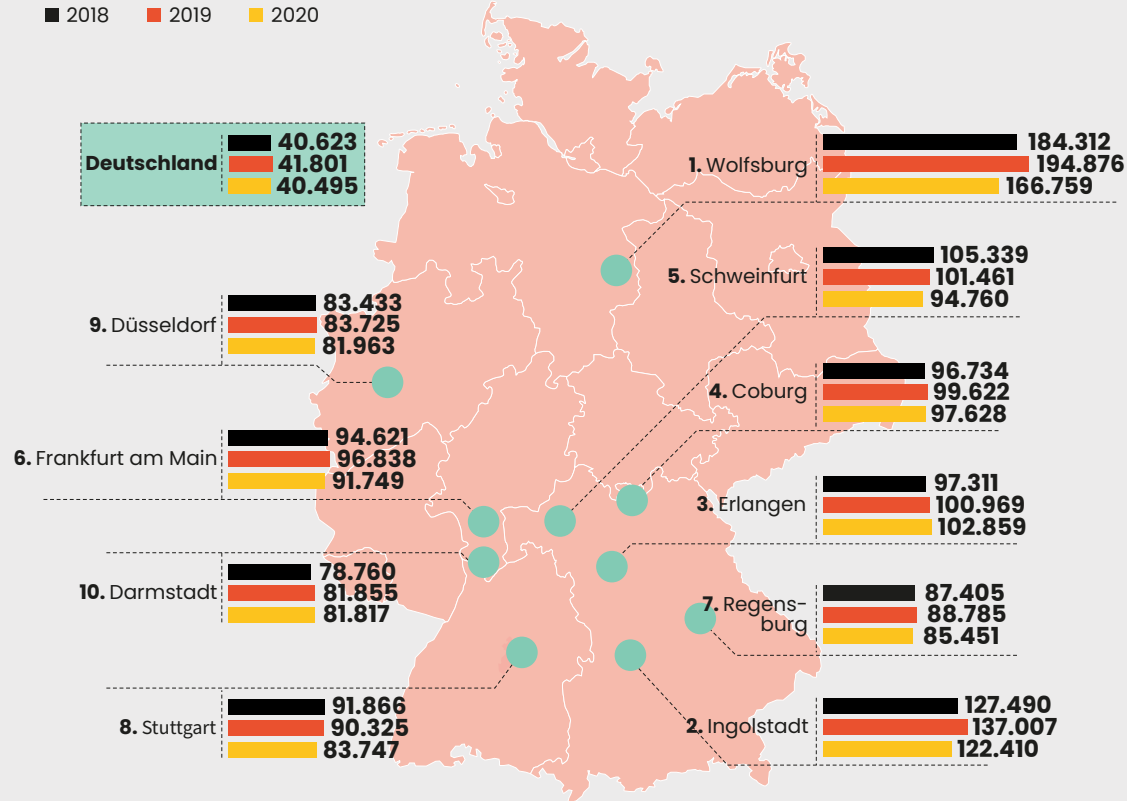 2018 2019 2020
Deutschland
40.623
41.801
40.495
1. Wolfsburg
184.312
194.876
166.759
5. Schweinfurt
105.339
101.461
94.760
9. Düsseldorf
83.433
83.725
81.963
4. Coburg
96.734
99.622
97.628
6. Frankfurt am Main
94.621
96.838
91.749
3. Erlangen
97.311
100.969
102.859
10. Darmstadt
78.760
81.855
81.817
7. Regens-
burg
87.405
88.785
85.451
8. Stuttgart
91.866
90.325
83.747
2. Ingolstadt
127.490
137.007
122.410